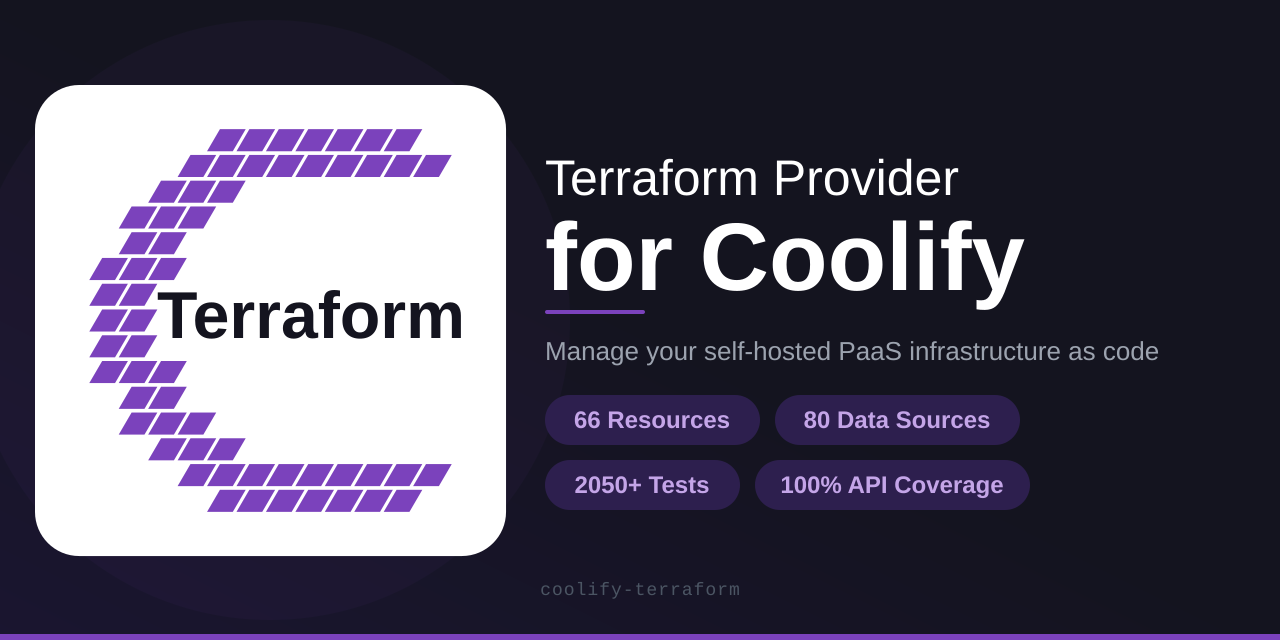 Terraform
Terraform Provider
for Coolify
Manage your self-hosted PaaS infrastructure as code
66 Resources
80 Data Sources
2050+ Tests
100% API Coverage
coolify-terraform